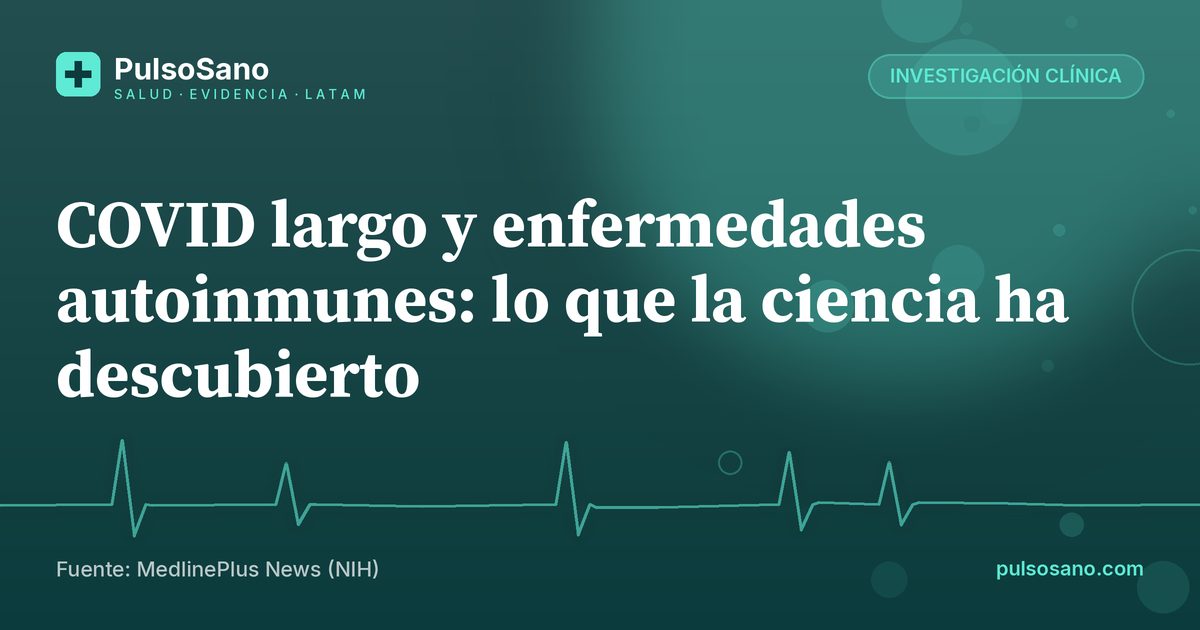 PulsoSano
SALUD · EVIDENCIA · LATAM
INVESTIGACIÓN CLÍNICA
COVID largo y enfermedades
autoinmunes: lo que la ciencia ha
descubierto
Fuente: MedlinePlus News (NIH)
pulsosano.com